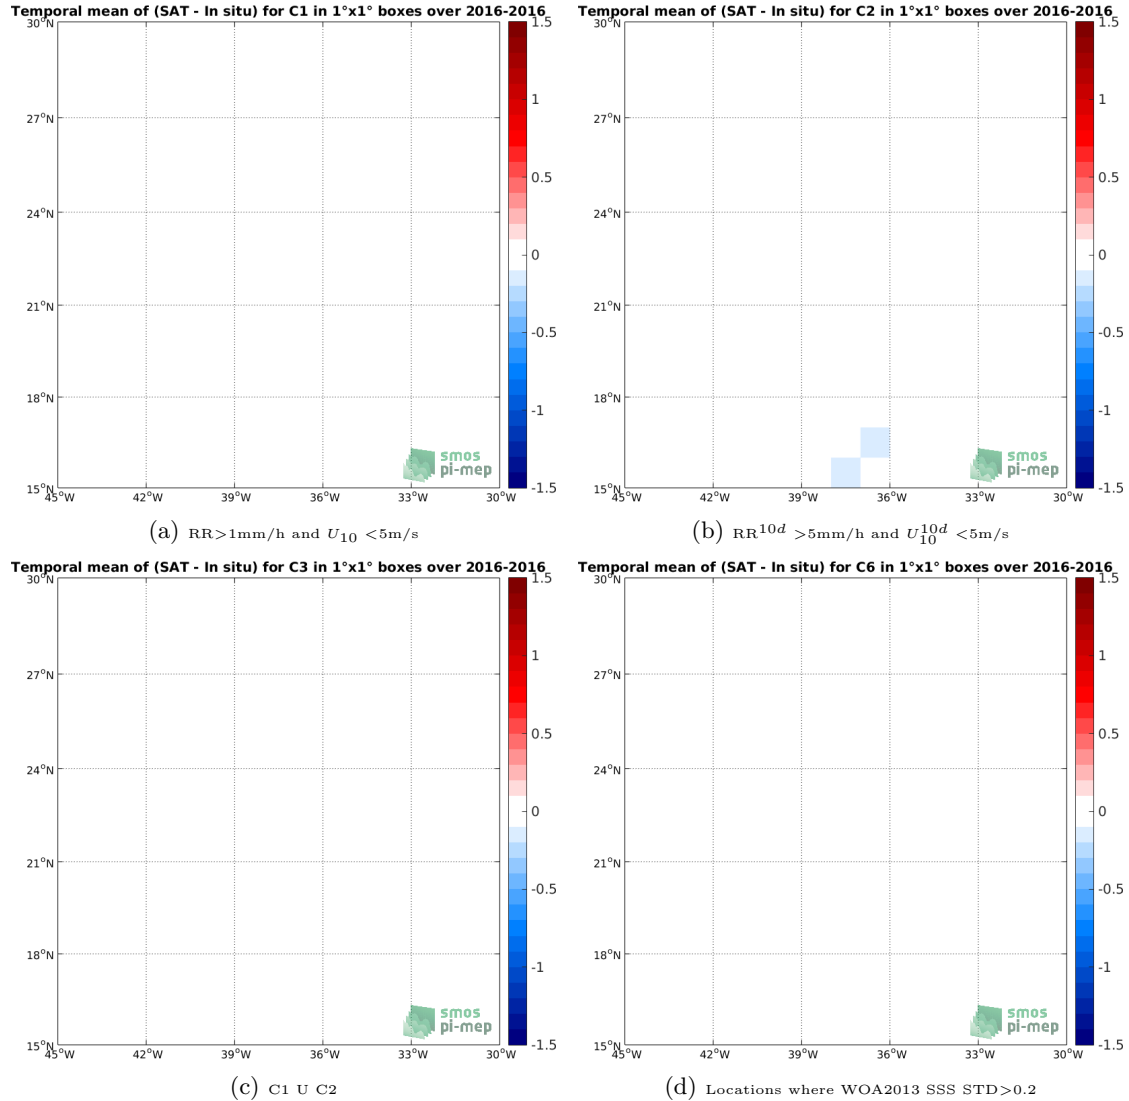 Temporal mean of (SAT - In situ) for C1 in 1°x1° boxes over 2016-2016
30°N
27°N
24°N
21°N
18°N
15°N
45°W 42°W 39°W 36°W 33°W 30°W
1.5
1
0.5
0
-0.5
-1
-1.5
smos
pi-mep
(a) RR>1mm/h and U10 <5m/s
Temporal mean of (SAT - In situ) for C2 in 1°x1° boxes over 2016-2016
30°N
27°N
24°N
21°N
18°N
15°N
45°W 42°W 39°W 36°W 33°W 30°W
1.5
1
0.5
0
-0.5
-1
-1.5
smos
pi-mep
(b) RR10d >5mm/h and U10d10 <5m/s
Temporal mean of (SAT - In situ) for C3 in 1°x1° boxes over 2016-2016
30°N
27°N
24°N
21°N
18°N
15°N
45°W 42°W 39°W 36°W 33°W 30°W
1.5
1
0.5
0
-0.5
-1
-1.5
smos
pi-mep
(c) C1 U C2
Temporal mean of (SAT - In situ) for C6 in 1°x1° boxes over 2016-2016
30°N
27°N
24°N
21°N
18°N
15°N
45°W 42°W 39°W 36°W 33°W 30°W
1.5
1
0.5
0
-0.5
-1
-1.5
smos
pi-mep
(d) Locations where WOA2013 SSS STD>0.2